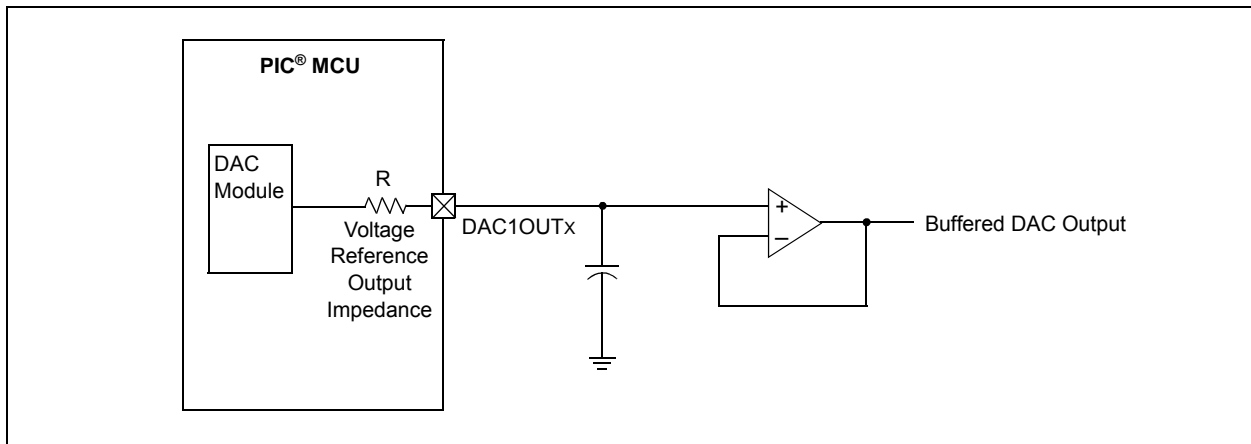 PIC® MCU
DAC
Module
R
Voltage
Reference
Output
Impedance
DAC1OUTx
+
–
Buffered DAC Output